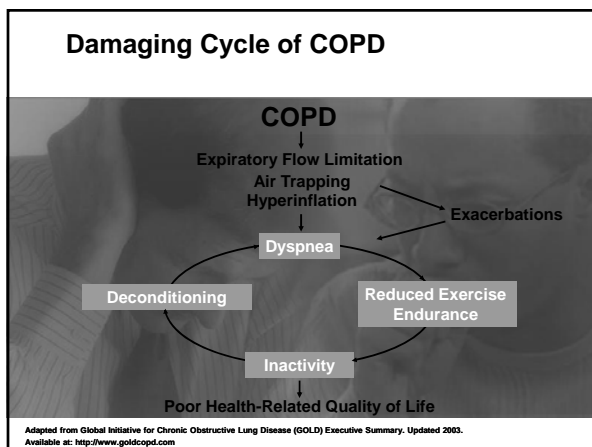 Damaging Cycle of COPD
COPD
Expiratory Flow Limitation
Air Trapping
Hyperinflation
Exacerbations
Dyspnea
Deconditioning
Reduced Exercise
Endurance
Inactivity
Poor Health-Related Quality of Life
Adapted from Global Initiative for Chronic Obstructive Lung Disease (GOLD) Executive Summary. Updated 2003.
Available at: http://www.goldcopd.com